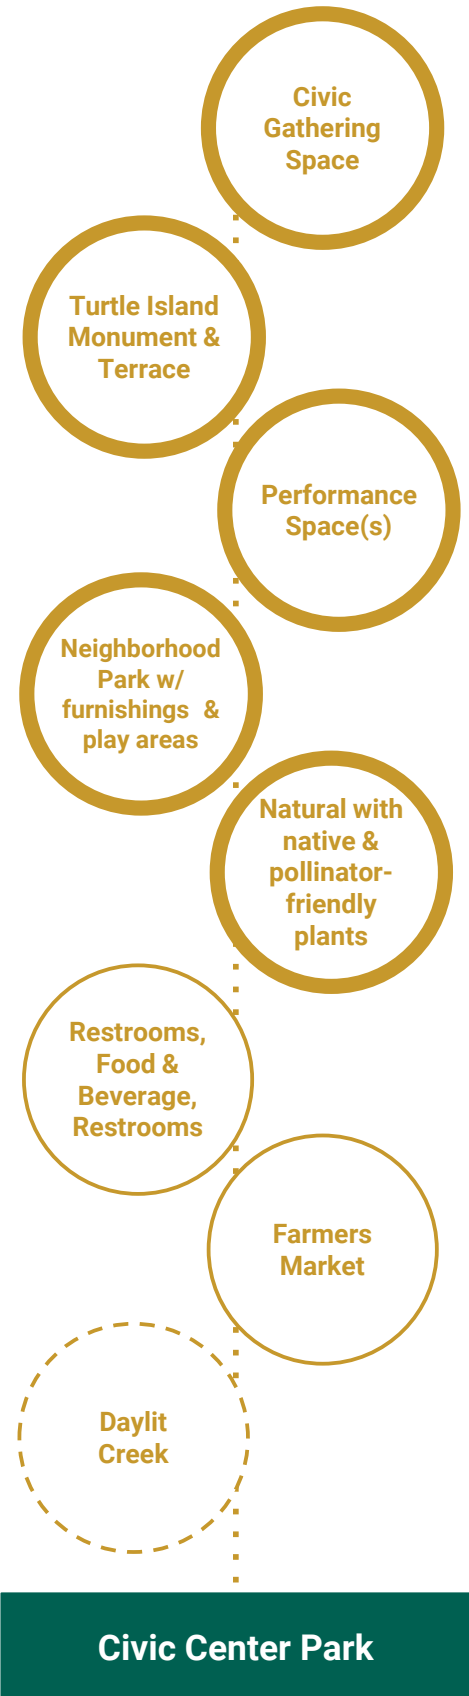 Civic
Gathering
Space
Turtle Island
Monument &
Terrace
Performance
Space(s)
Neighborhood
Park w/
furnishings &
play areas
Natural with
native &
pollinator-
friendly
plants
Restrooms,
Food &
Beverage,
Restrooms
Farmers
Market
Daylit
Creek
Civic Center Park